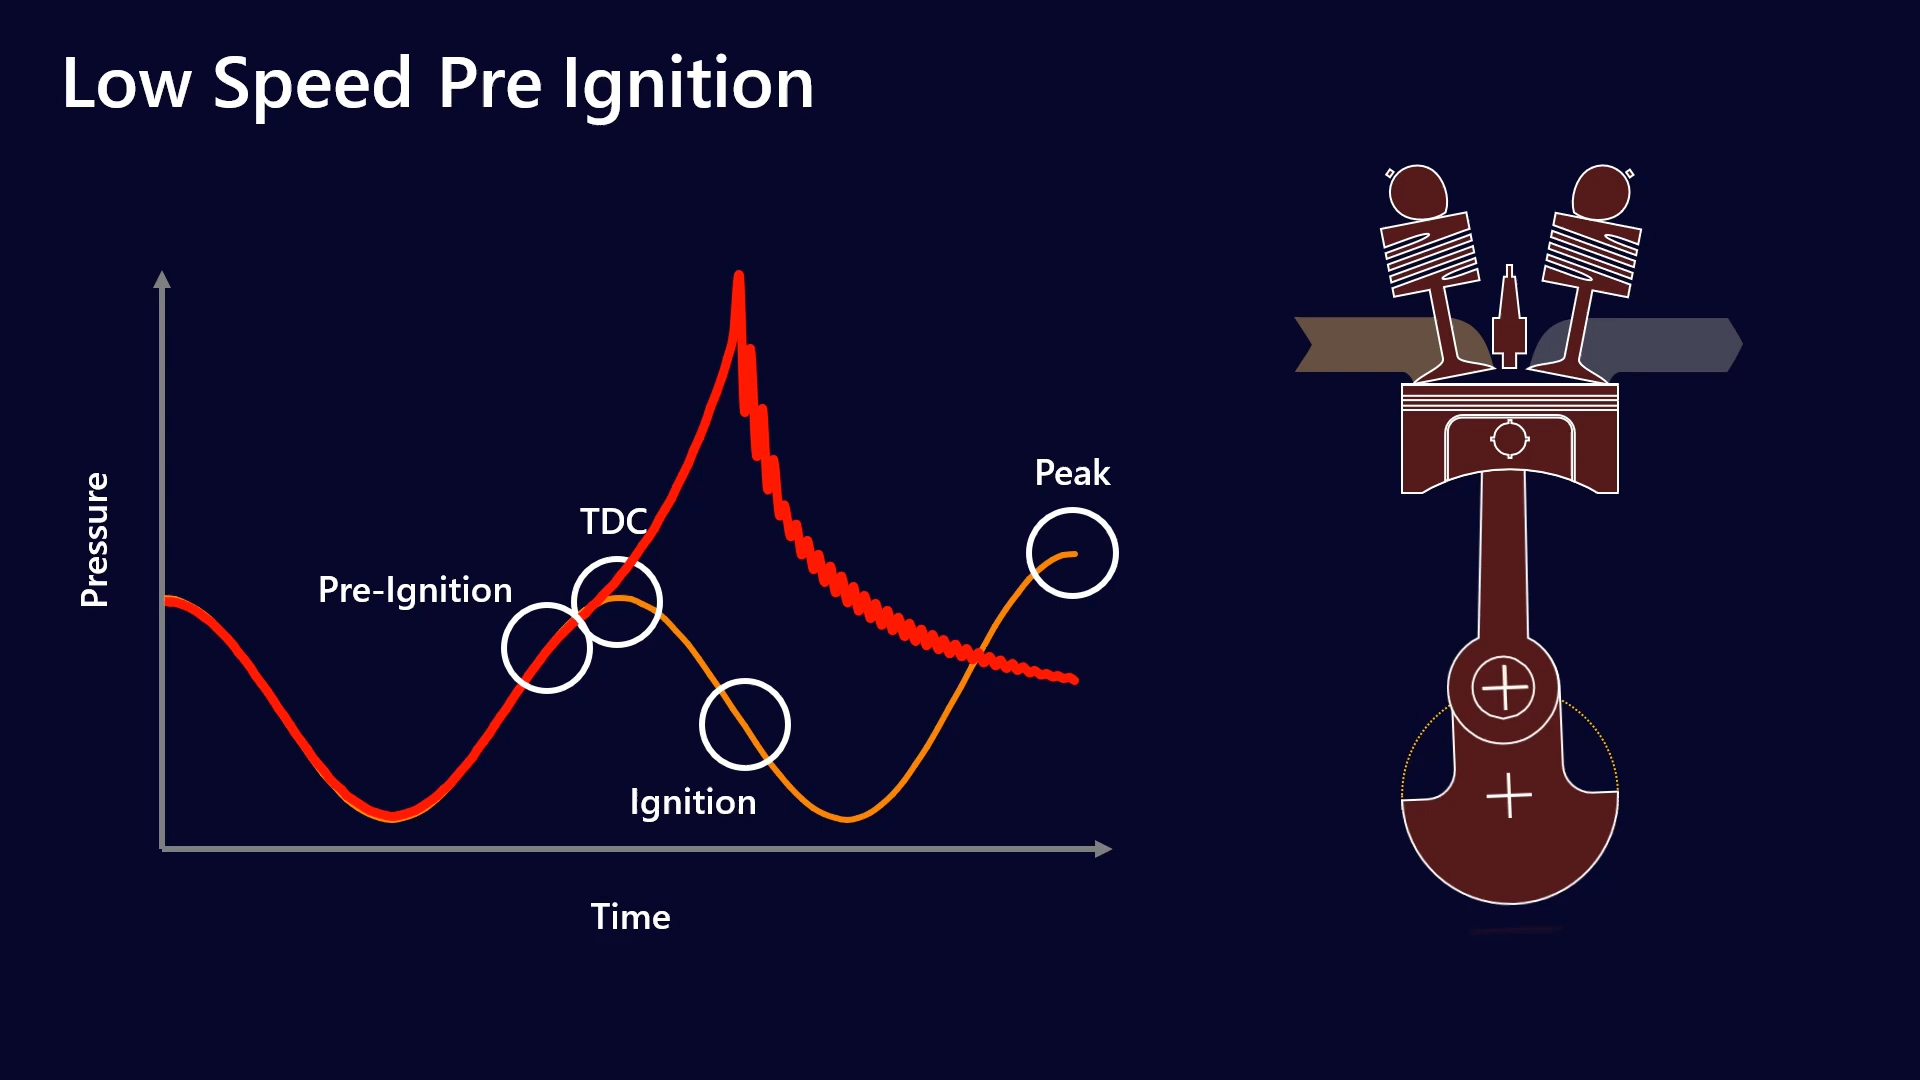 Low Speed Pre Ignition
Peak
TDC
Pre-Ignition
Pressure
Ignition
Time